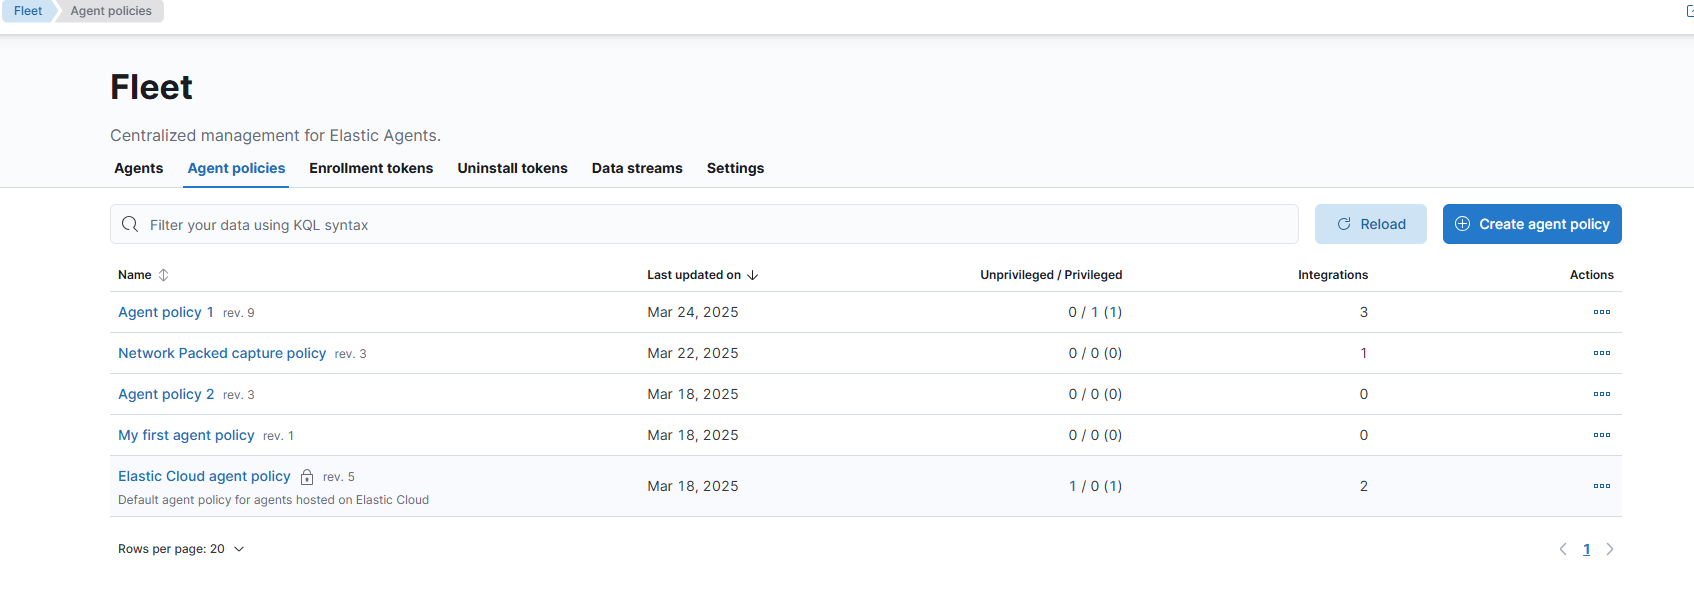 Fleet Agent policies
Fleet
Centralized management for Elastic Agents.
Agents Agent policies Enrollment tokens Uninstall tokens Data streams Settings
Filter your data using KQL syntax Reload Create agent policy
Name Last updated on Unprivileged / Privileged Integrations Actions
Agent policy 1 rev. 9 Mar 24, 2025 0 / 1 (1) 3
Network Packed capture policy rev. 3 Mar 22, 2025 0 / 0 (0) 1
Agent policy 2 rev. 3 Mar 18, 2025 0 / 0 (0) 0
My first agent policy rev. 1 Mar 18, 2025 0 / 0 (0) 0
Elastic Cloud agent policy rev. 5 Mar 18, 2025 1 / 0 (1) 2
Default agent policy for agents hosted on Elastic Cloud
Rows per page: 20 1